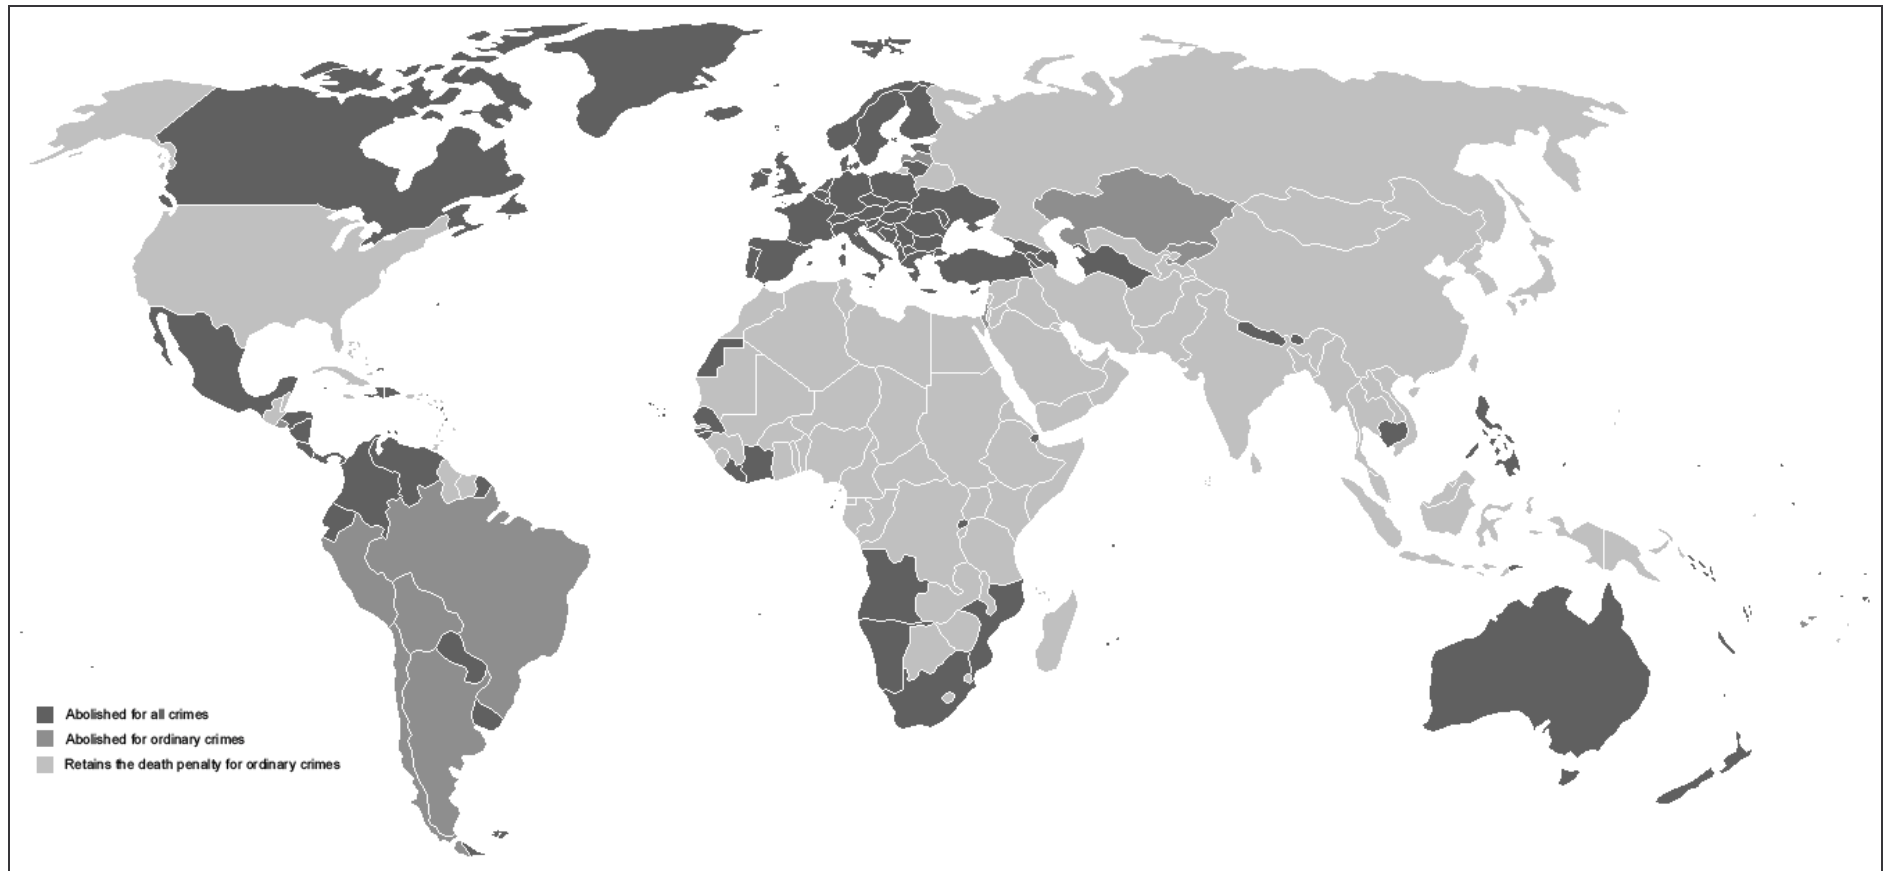 Abolished for all crimes
Abolished for ordinary crimes
Retains the death penalty for ordinary crimes